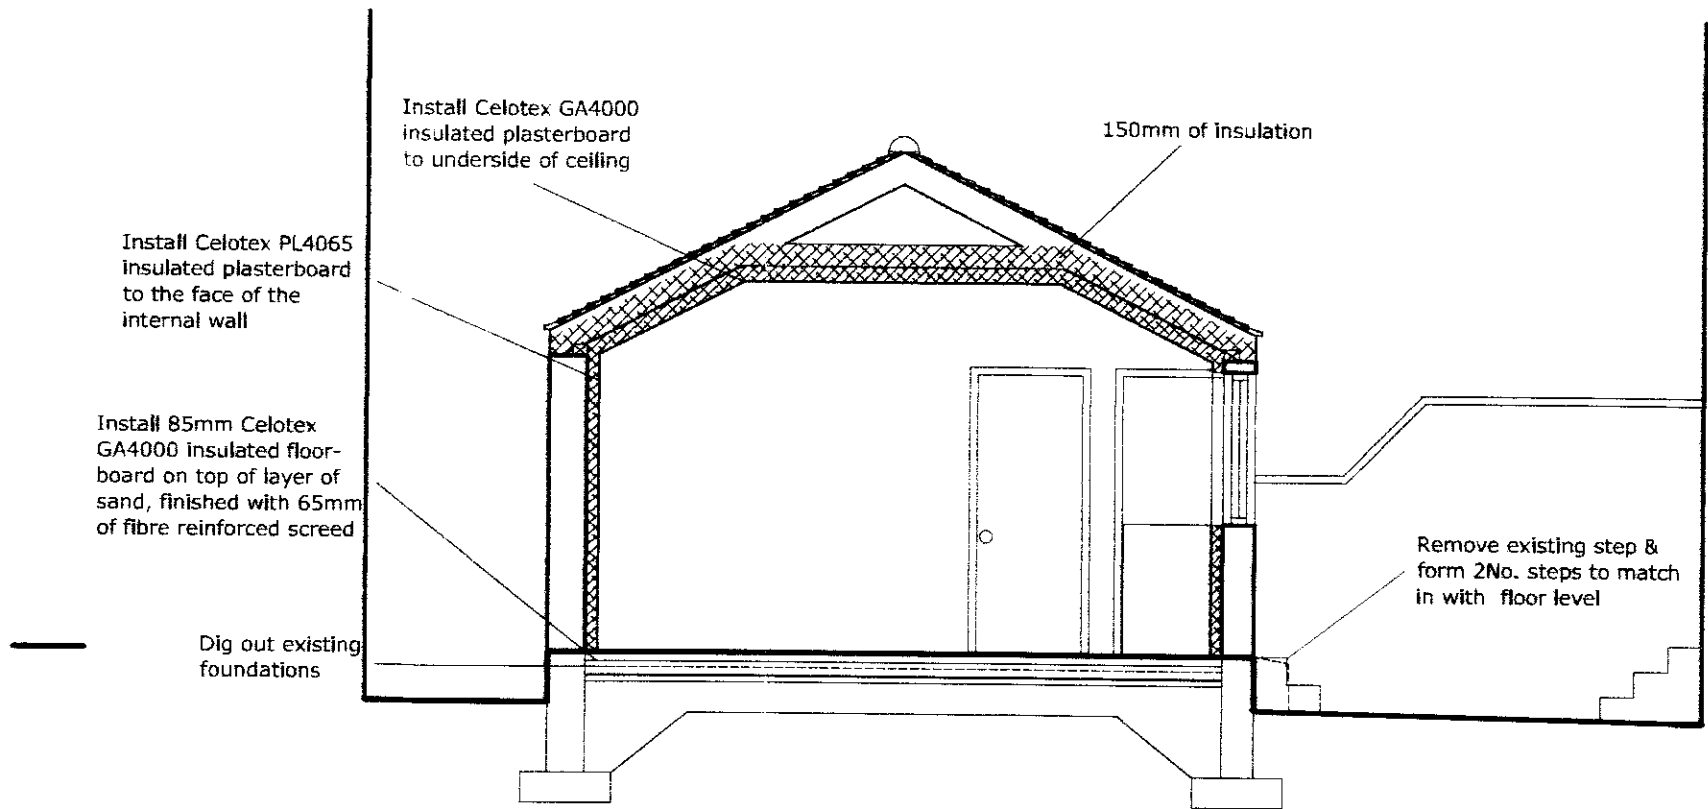 Install Celotex GA4000
insulated plasterboard
to underside of ceiling
150mm of insulation
Install Celotex PL4065
insulated plasterboard
to the face of the
internal wall
Install 85mm Celotex
GA4000 insulated floor-
board on top of layer of
sand, finished with 65mm
of fibre reinforced screed
Remove existing step &
form 2No. steps to match
in with floor level
Dig out existing
foundations